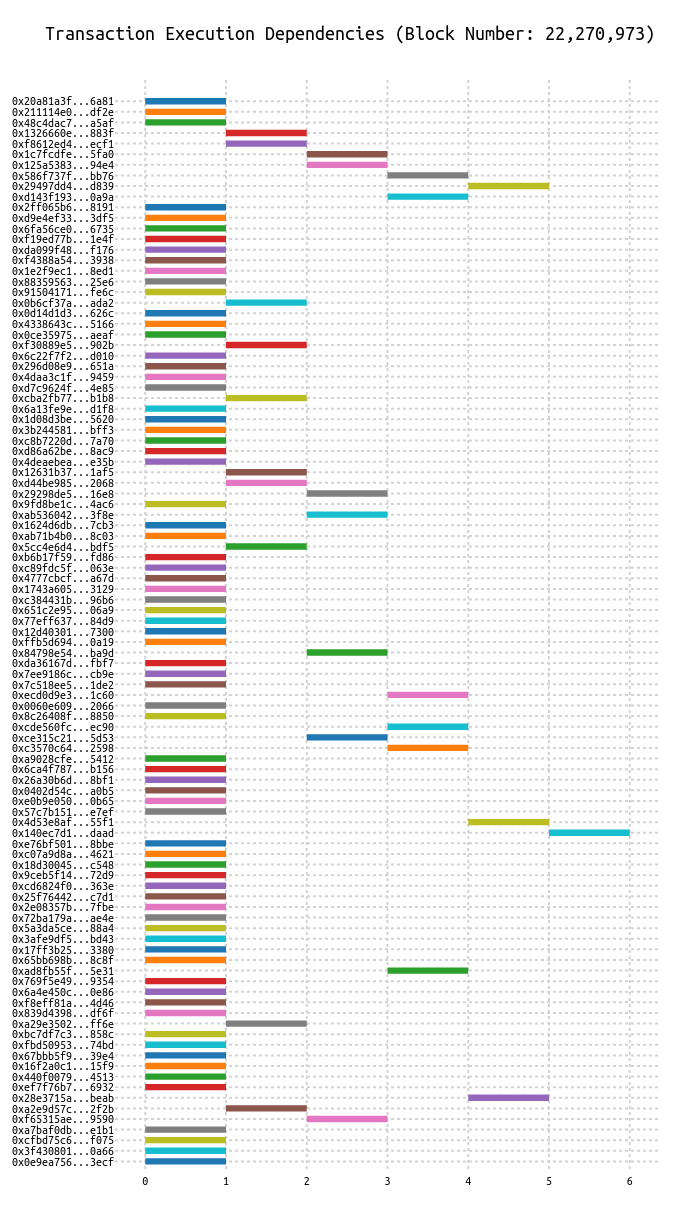 Transaction Execution Dependencies (Block Number: 22,270,973)
0x20a81a3f...6a81
0x211114e0...df2e
0x48c4dac7...a5af
0x1326660e...883f
0xf8612ed4...ecf1
0x1c7fcdfe...5fa0
0x125a5383...94e4
0x586f737f...bb76
0x29497dd4...d839
0xd143f193...0a9a
0x2ff065b6...8191
0xd9e4ef33...3df5
0x6fa56ce0...6735
0xf19ed77b...1e4f
0xda099f48...f176
0xf4388a54...3938
0x1e2f9ec1...8ed1
0x88359563...25e6
0x91504171...fe6c
0x0b6cf37a...ada2
0x0d14d1d3...626c
0x4338643c...5166
0x0ce35975...aeaf
0xf30889e5...902b
0x6c22f7f2...d010
0x296d08e9...651a
0x4daa3c1f...9459
0xd7c9624f...4e85
0xcba2fb77...b1b8
0x6a13fe9e...d1f8
0x1d08d3be...5620
0x3b244581...bff3
0xc8b7220d...7a70
0xd86a62be...8ac9
0x4deaebea...e35b
0x12631b37...1af5
0xd44be985...2068
0x29298de5...16e8
0x9fd8be1c...4ac6
0xab536042...3f8e
0x1624d6db...7cb3
0xab71b4b0...8c03
0x5cc4e6d4...bdf5
0xb6b17f59...fd86
0xc89fdc5f...063e
0x4777cbcf...a67d
0x1743a605...3129
0xc384431b...96b6
0x651c2e95...06a9
0x77eff637...84d9
0x12d40301...7300
0xffb5d694...0a19
0x84798e54...ba9d
0xda36167d...fbf7
0x7ee9186c...cb9e
0x7c518ee5...1de2
0xecd0d9e3...1c60
0x0060e609...2066
0x8c26408f...8850
0xcde560fc...ec90
0xce315c21...5d53
0xc3570c64...2598
0xa9028cfe...5412
0x6ca4f787...b156
0x26a30b6d...8bf1
0x0402d54c...a0b5
0xe0b9e050...0b65
0x57c7b151...e7ef
0x4d53e8af...55f1
0x140ec7d1...daad
0xe76bf501...8bbe
0xc07a9d8a...4621
0x18d30045...c548
0x9ceb5f14...72d9
0xcd6824f0...363e
0x25f76442...c7d1
0x2e08357b...7fbe
0x72ba179a...ae4e
0x5a3da5ce...88a4
0x3afe9df5...bd43
0x17ff3b25...3380
0x65bb698b...8c8f
0xad8fb55f...5e31
0x769f5e49...9354
0x6a4e450c...0e86
0xf8eff81a...4d46
0x839d4398...df6f
0xa29e3502...ff6e
0xbc7df7c3...858c
0xfbd50953...74bd
0x67bbb5f9...39e4
0x16f2a0c1...15f9
0x440f0079...4513
0xef7f76b7...6932
0x28e3715a...beab
0xa2e9d57c...2f2b
0xf65315ae...9590
0xa7baf0db...e1b1
0xcfbd75c6...f075
0x3f430801...0a66
0x0e9ea756...3ecf
0 1 2 3 4 5 6